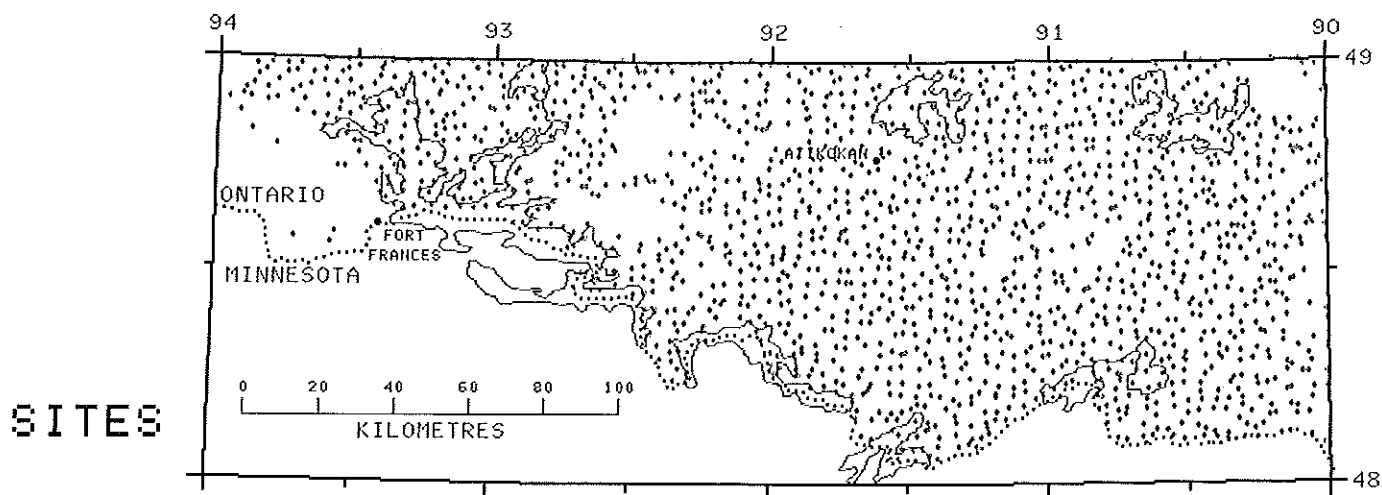 94
93
92
91
90
49
ATIKOKAN
ONTARIO
FORT
FRANCES
MINNESOTA
0 20 40 60 80 100
KILOMETRES
SITES
48